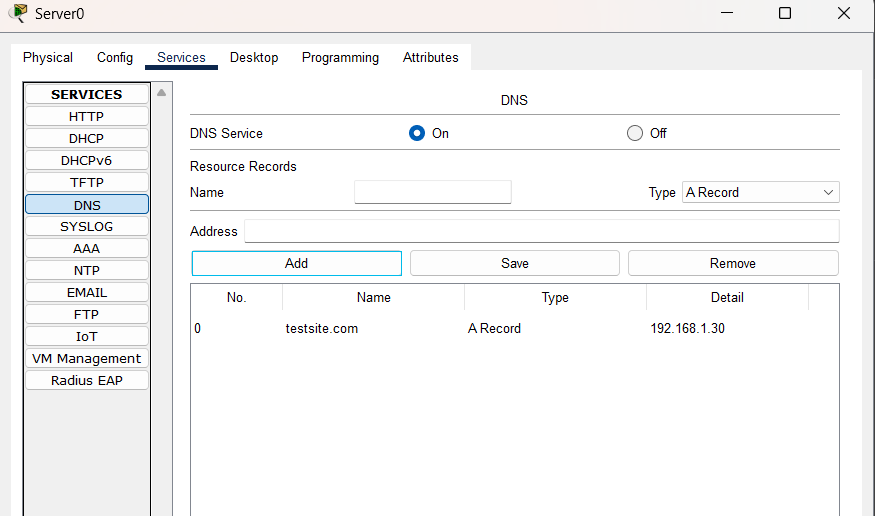 Server0
Physical Config Services Desktop Programming Attributes
SERVICES
HTTP
DHCP
DHCPv6
TFTP
DNS
SYSLOG
AAA
NTP
EMAIL
FTP
IoT
VM Management
Radius EAP
DNS
DNS Service On Off
Resource Records
Name Type A Record
Address
Add Save Remove
No. Name Type Detail
0 testsite.com A Record 192.168.1.30